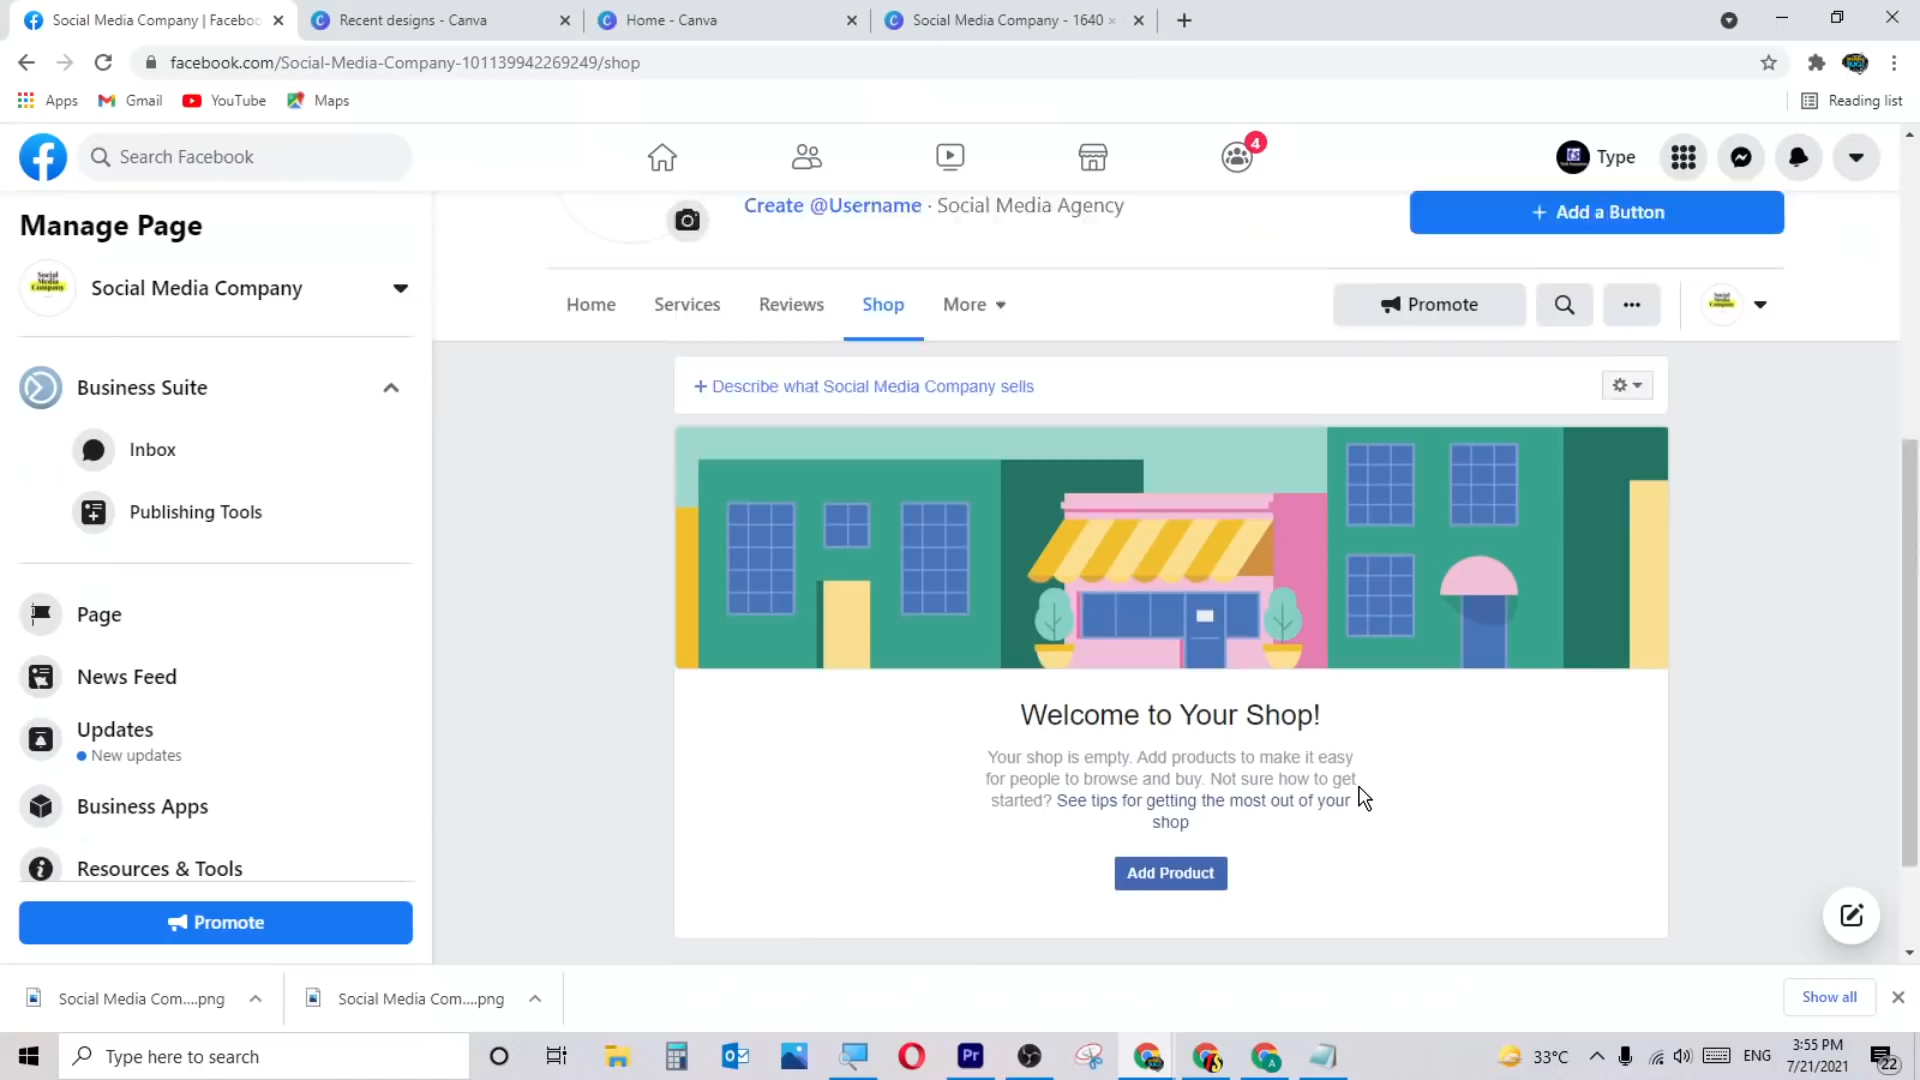 Social Media Company | Faceboo
Recent designs - Canva
Home - Canva
Social Media Company - 1640 ×
facebook.com/Social-Media-Company-101139942269249/shop
Apps
Gmail
YouTube
Maps
Reading list
Search Facebook
4
Type
Manage Page
Social Media Company
Business Suite
Inbox
Publishing Tools
Page
News Feed
Updates
New updates
Business Apps
Resources & Tools
Promote
Create @Username · Social Media Agency
+ Add a Button
Home
Services
Reviews
Shop
More
Promote
+ Describe what Social Media Company sells
Welcome to Your Shop!
Your shop is empty. Add products to make it easy
for people to browse and buy. Not sure how to get
started? See tips for getting the most out of your
shop
Add Product
Social Media Com....png
Social Media Com....png
Show all
Type here to search
Pr
33°C
ENG
3:55 PM
7/21/2021
22